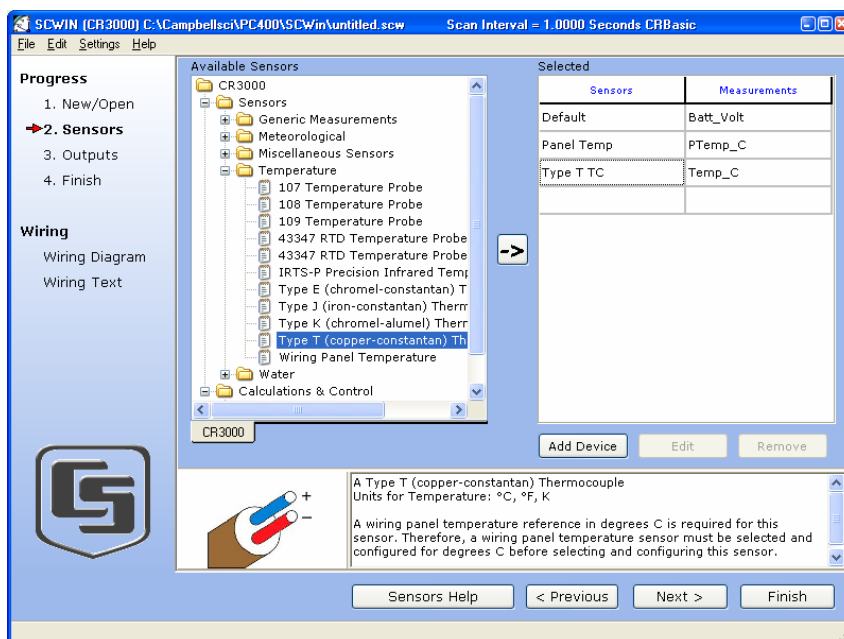 SCWIN (CR3000) C:\Campbellsci\PC400\SCWin\untitled.scw Scan Interval = 1.0000 Seconds CRBasic
File Edit Settings Help
Progress
1. New/Open
2. Sensors
3. Outputs
4. Finish
Wiring
Wiring Diagram
Wiring Text
Available Sensors
CR3000
Sensors
Generic Measurements
Meteorological
Miscellaneous Sensors
Temperature
107 Temperature Probe
108 Temperature Probe
109 Temperature Probe
43347 RTD Temperature Probe
43347 RTD Temperature Probe
IRTS-P Precision Infrared Temp
Type E (chromel-constantan) T
Type J (iron-constantan) Therm
Type K (chromel-alumel) Therr
Type T (copper-constantan) Th
Wiring Panel Temperature
Water
Calculations & Control
CR3000
->
Selected
Sensors Measurements
Default Batt_Volt
Panel Temp PTemp_C
Type T TC Temp_C
Add Device Edit Remove
+
-
A Type T (copper-constantan) Thermocouple
Units for Temperature: °C, °F, K
A wiring panel temperature reference in degrees C is required for this
sensor. Therefore, a wiring panel temperature sensor must be selected and
configured for degrees C before selecting and configuring this sensor.
Sensors Help < Previous Next > Finish